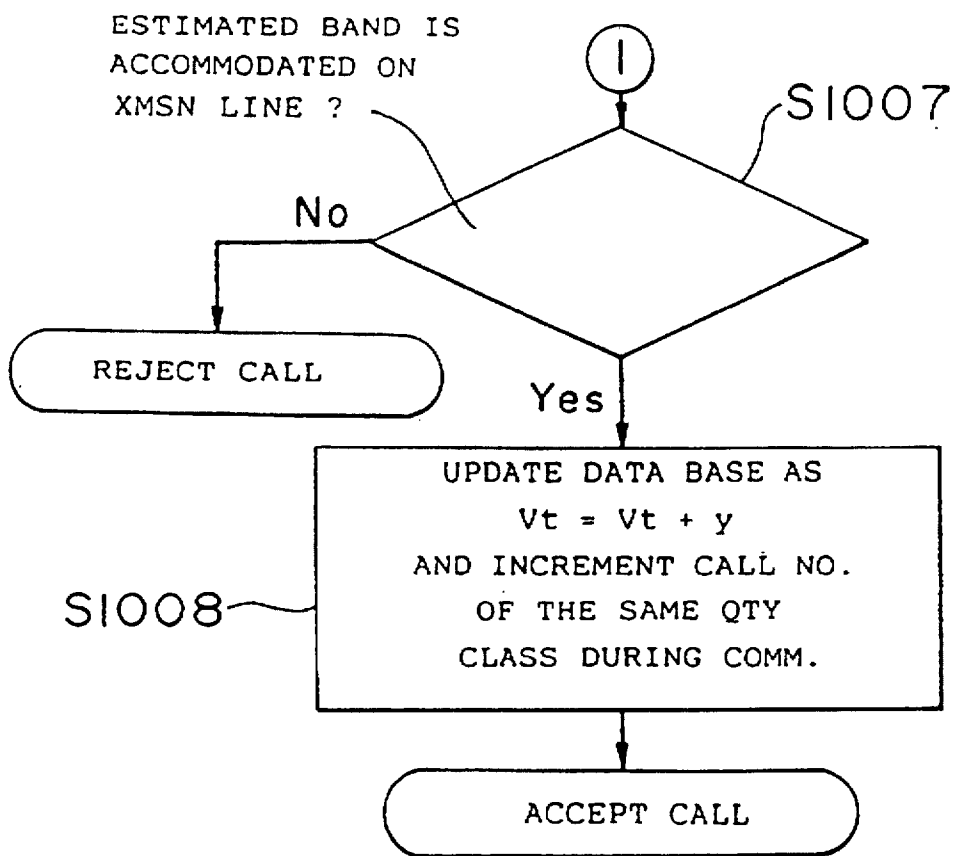 ESTIMATED BAND IS
ACCOMMODATED ON
XMSN LINE ?
1
S1007
No
REJECT CALL
Yes
UPDATE DATA BASE AS
Vt = Vt + y
AND INCREMENT CALL NO.
OF THE SAME QTY
CLASS DURING COMM.
S1008
ACCEPT CALL